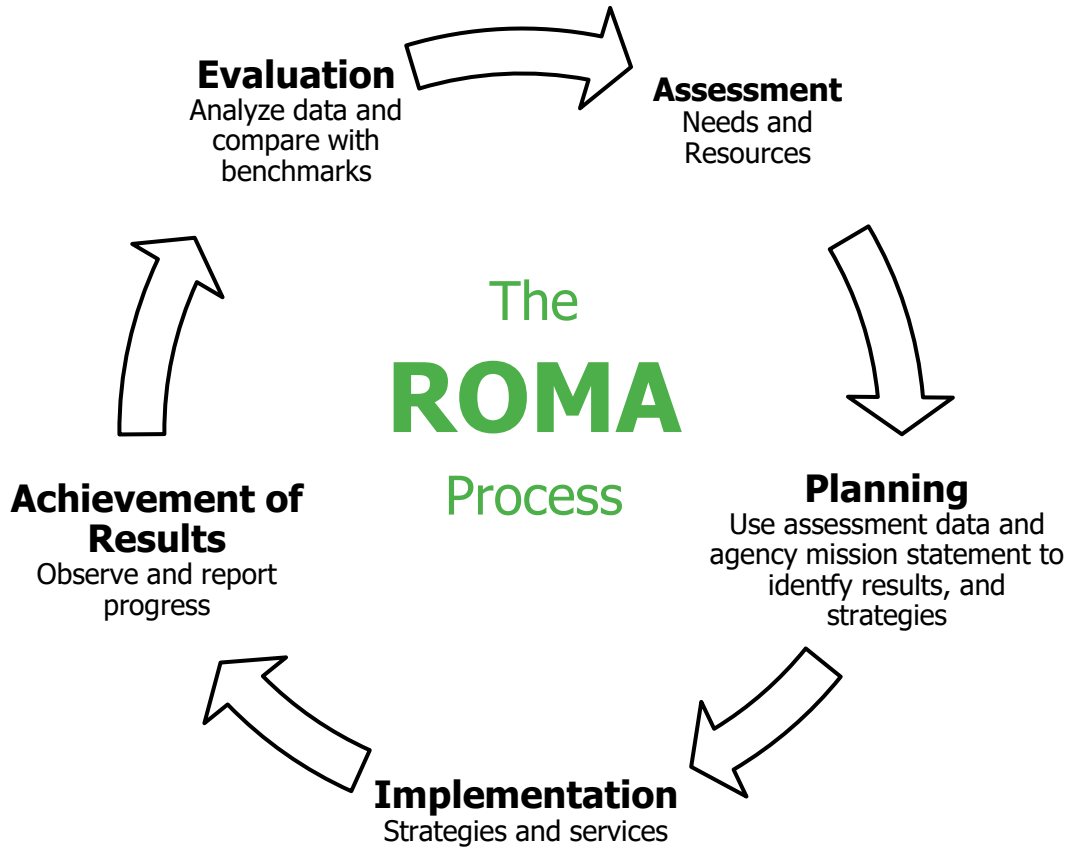 Evaluation
Analyze data and
compare with
benchmarks
Assessment
Needs and
Resources
The
ROMA
Process
Planning
Use assessment data and
agency mission statement to
identfy results, and
strategies
Implementation
Strategies and services
Achievement of
Results
Observe and report
progress